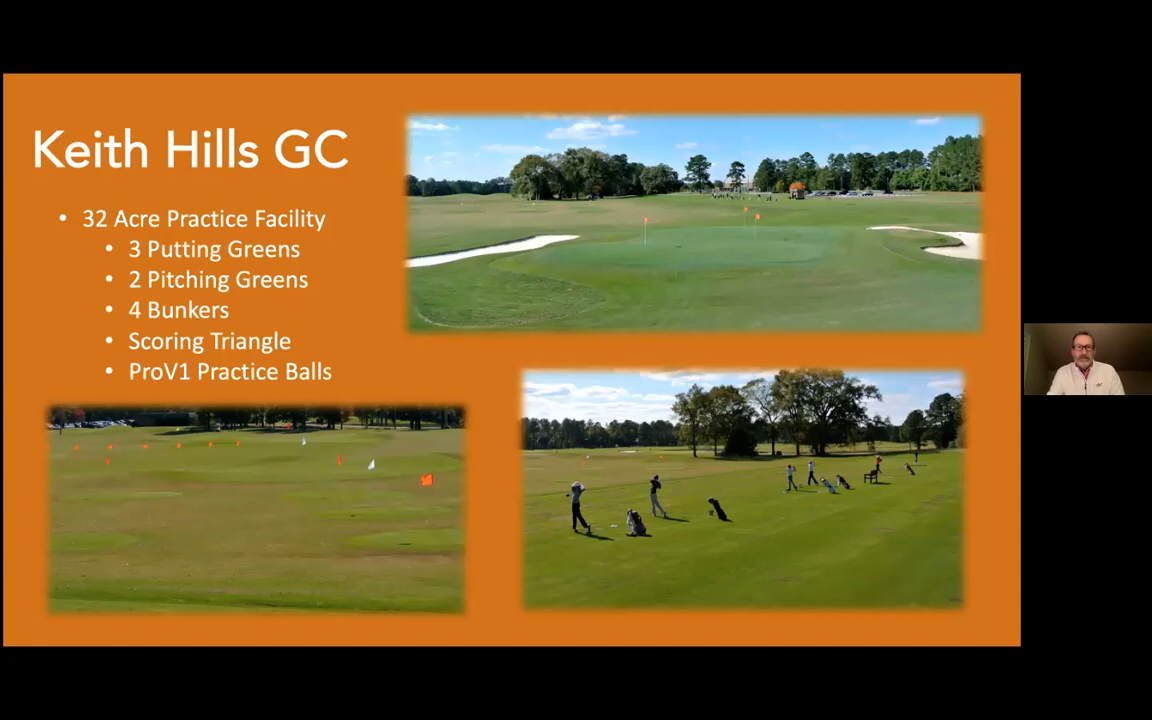 Keith Hills GC
• 32 Acre Practice Facility
• 3 Putting Greens
• 2 Pitching Greens
• 4 Bunkers
• Scoring Triangle
• ProV1 Practice Balls